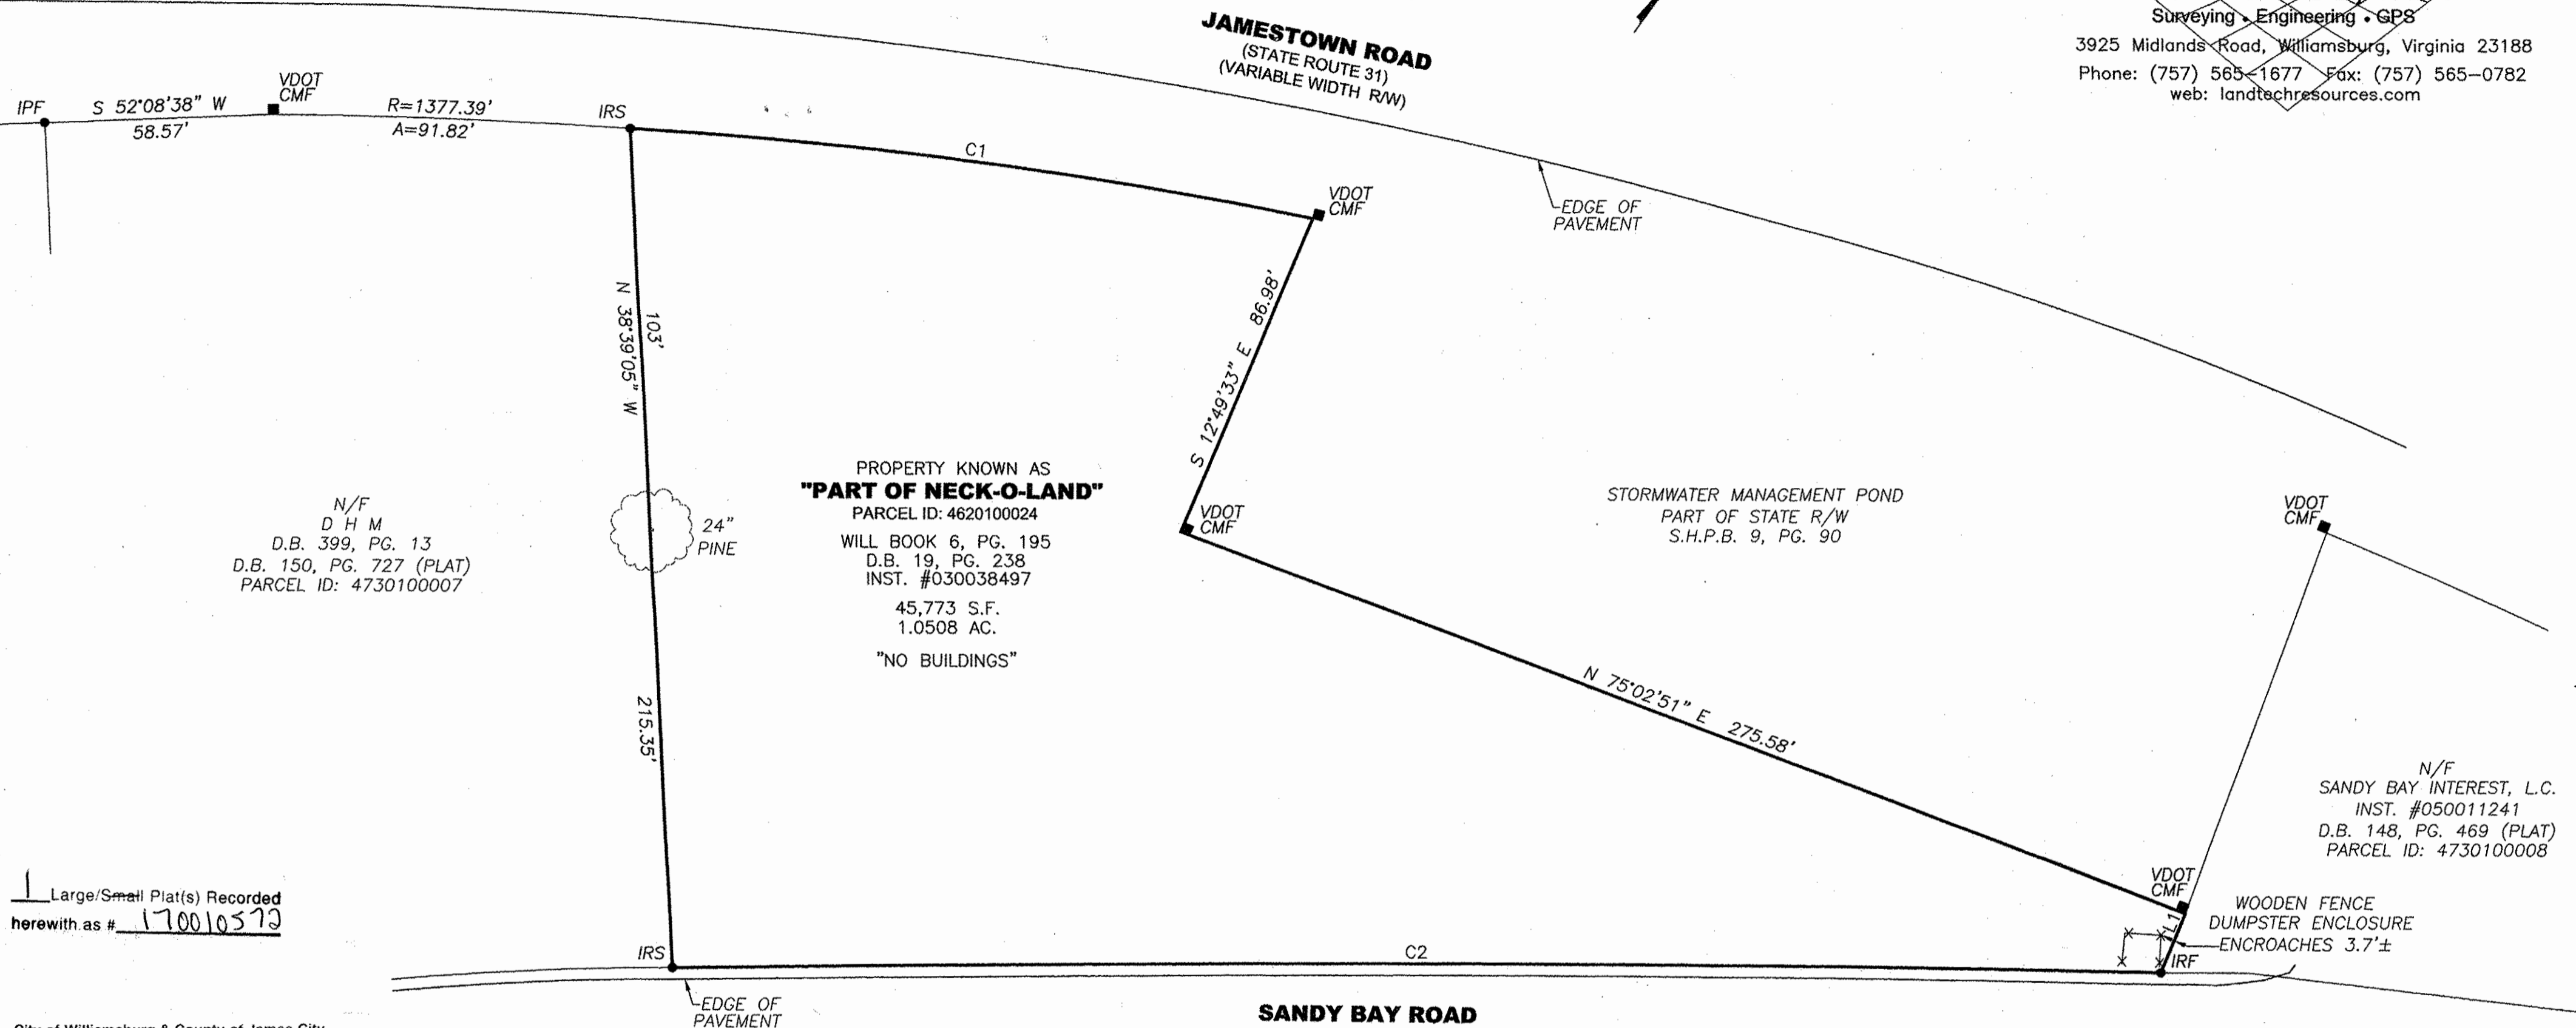 JAMESTOWN ROAD
(STATE ROUTE 31)
(VARIABLE WIDTH R/W)
Surveying • Engineering • GPS
3925 Midlands Road, Williamsburg, Virginia 23188
Phone: (757) 565-1677 Fax: (757) 565-0782
web: landtechresources.com
IPF
S 52°08'38" W
58.57'
VDOT
CMF
R=1377.39'
A=91.82'
IRS
C1
VDOT
CMF
EDGE OF
PAVEMENT
N 38°39'05" W
103'
215.35'
S 12°49'33" E 86.98'
24"
PINE
PROPERTY KNOWN AS
"PART OF NECK-O-LAND"
PARCEL ID: 4620100024
WILL BOOK 6, PG. 195
D.B. 19, PG. 238
INST. #030038497
45,773 S.F.
1.0508 AC.
"NO BUILDINGS"
N/F
D H M
D.B. 399, PG. 13
D.B. 150, PG. 727 (PLAT)
PARCEL ID: 4730100007
VDOT
CMF
STORMWATER MANAGEMENT POND
PART OF STATE R/W
S.H.P.B. 9, PG. 90
VDOT
CMF
N 75°02'51" E 275.58'
N/F
SANDY BAY INTEREST, L.C.
INST. #050011241
D.B. 148, PG. 469 (PLAT)
PARCEL ID: 4730100008
VDOT
CMF
L1
WOODEN FENCE
DUMPSTER ENCLOSURE
ENCROACHES 3.7'±
IRF
1 Large/Small Plat(s) Recorded
herewith as # 170010572
IRS
C2
EDGE OF
PAVEMENT
SANDY BAY ROAD
City of Williamsburg & County of James City